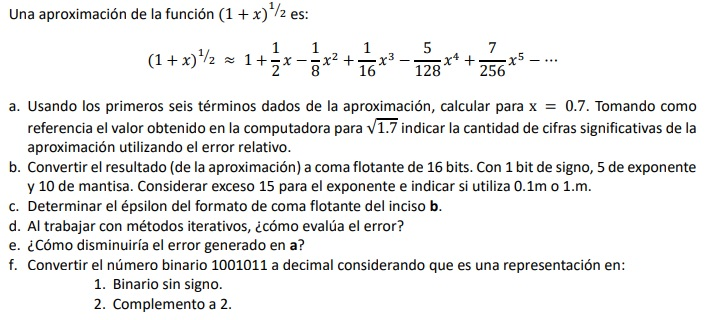 Una aproximación de la función (1 + x)^1/2 es:
(1 + x)^1/2 ≈ 1 + 1/2 x − 1/8 x² + 1/16 x³ − 5/128 x⁴ + 7/256 x⁵ − ⋯
a. Usando los primeros seis términos dados de la aproximación, calcular para x = 0.7. Tomando como
referencia el valor obtenido en la computadora para √1.7 indicar la cantidad de cifras significativas de la
aproximación utilizando el error relativo.
b. Convertir el resultado (de la aproximación) a coma flotante de 16 bits. Con 1 bit de signo, 5 de exponente
y 10 de mantisa. Considerar exceso 15 para el exponente e indicar si utiliza 0.1m o 1.m.
c. Determinar el épsilon del formato de coma flotante del inciso b.
d. Al trabajar con métodos iterativos, ¿cómo evalúa el error?
e. ¿Cómo disminuiría el error generado en a?
f. Convertir el número binario 1001011 a decimal considerando que es una representación en:
1. Binario sin signo.
2. Complemento a 2.